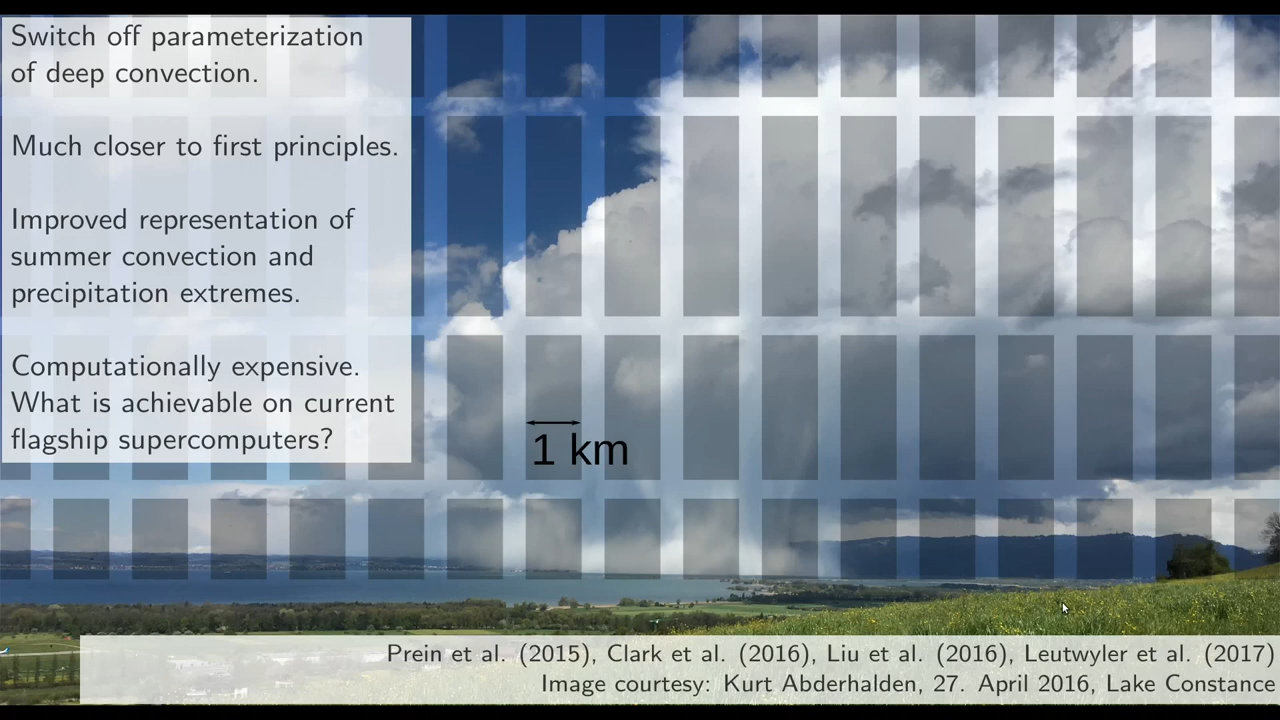 Switch off parameterization
of deep convection.
Much closer to first principles.
Improved representation of
summer convection and
precipitation extremes.
Computationally expensive.
What is achievable on current
flagship supercomputers?
1 km
Prein et al. (2015), Clark et al. (2016), Liu et al. (2016), Leutwyler et al. (2017)
Image courtesy: Kurt Abderhalden, 27. April 2016, Lake Constance